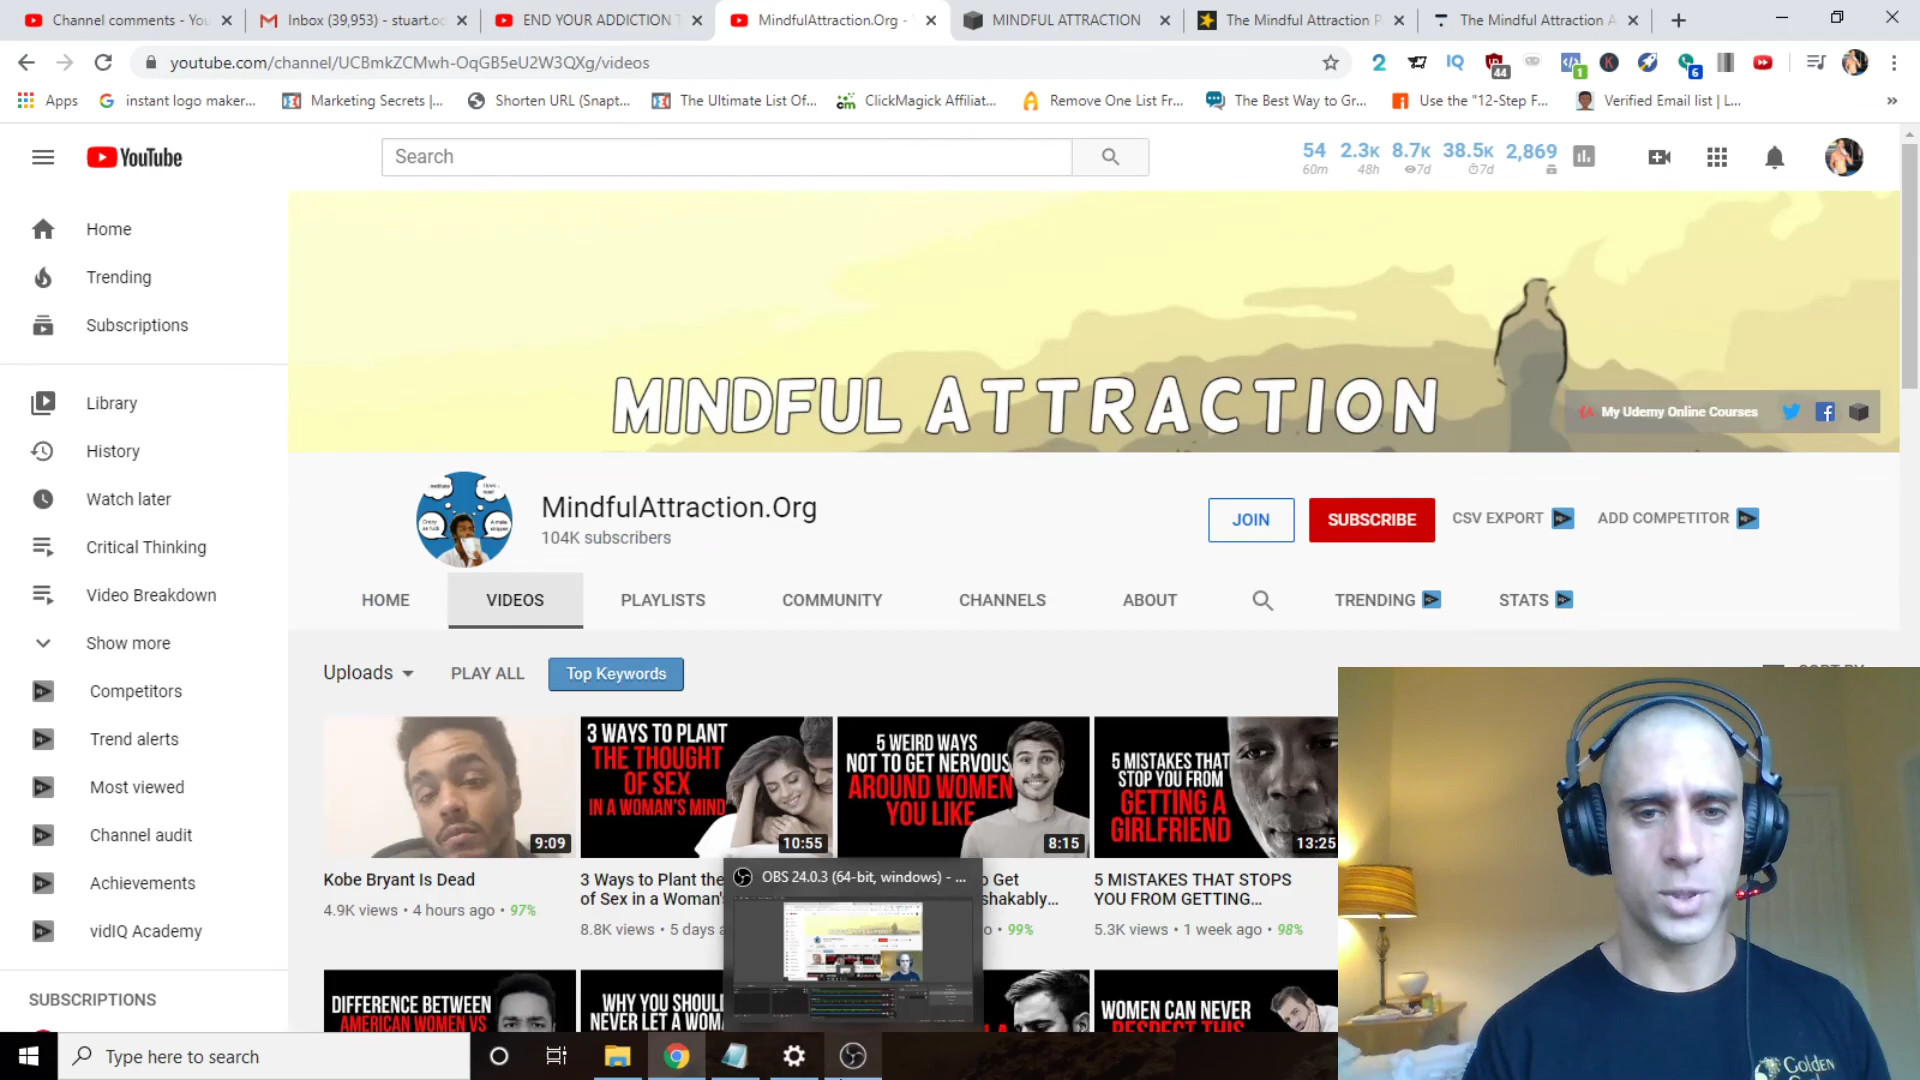 Channel comments - You
Inbox (39,953) - stuart.oc
END YOUR ADDICTION T
MindfulAttraction.Org -
MINDFUL ATTRACTION
The Mindful Attraction P
The Mindful Attraction A
youtube.com/channel/UCBmkZCMwh-OqGB5eU2W3QXg/videos
Apps
instant logo maker...
Marketing Secrets |...
Shorten URL (Snapt...
The Ultimate List Of...
ClickMagick Affiliat...
Remove One List Fr...
The Best Way to Gr...
Use the "12-Step F...
Verified Email list | L...
YouTube
Search
54 2.3K 8.7K 38.5K 2,869
60m 48h 7d 7d
Home
Trending
Subscriptions
Library
History
Watch later
Critical Thinking
Video Breakdown
Show more
Competitors
Trend alerts
Most viewed
Channel audit
Achievements
vidIQ Academy
SUBSCRIPTIONS
MINDFUL ATTRACTION
My Udemy Online Courses
MindfulAttraction.Org
104K subscribers
JOIN
SUBSCRIBE
CSV EXPORT
ADD COMPETITOR
HOME
VIDEOS
PLAYLISTS
COMMUNITY
CHANNELS
ABOUT
TRENDING
STATS
Uploads
PLAY ALL
Top Keywords
9:09
Kobe Bryant Is Dead
4.9K views • 4 hours ago • 97%
3 WAYS TO PLANT
THE THOUGHT
OF SEX
IN A WOMAN'S MIND
10:55
3 Ways to Plant the
of Sex in a Woman'
8.8K views • 5 days a
5 WEIRD WAYS
NOT TO GET NERVOUS
AROUND WOMEN
YOU LIKE
8:15
o Get
shakably...
o • 99%
5 MISTAKES THAT
STOP YOU FROM
GETTING A
GIRLFRIEND
13:25
5 MISTAKES THAT STOPS
YOU FROM GETTING...
5.3K views • 1 week ago • 98%
OBS 24.0.3 (64-bit, windows) - ...
DIFFERENCE BETWEEN
AMERICAN WOMEN VS
WHY YOU SHOUL
NEVER LET A WOMA
WOMEN CAN NEVER
RESPECT THIS
Golden
Type here to search